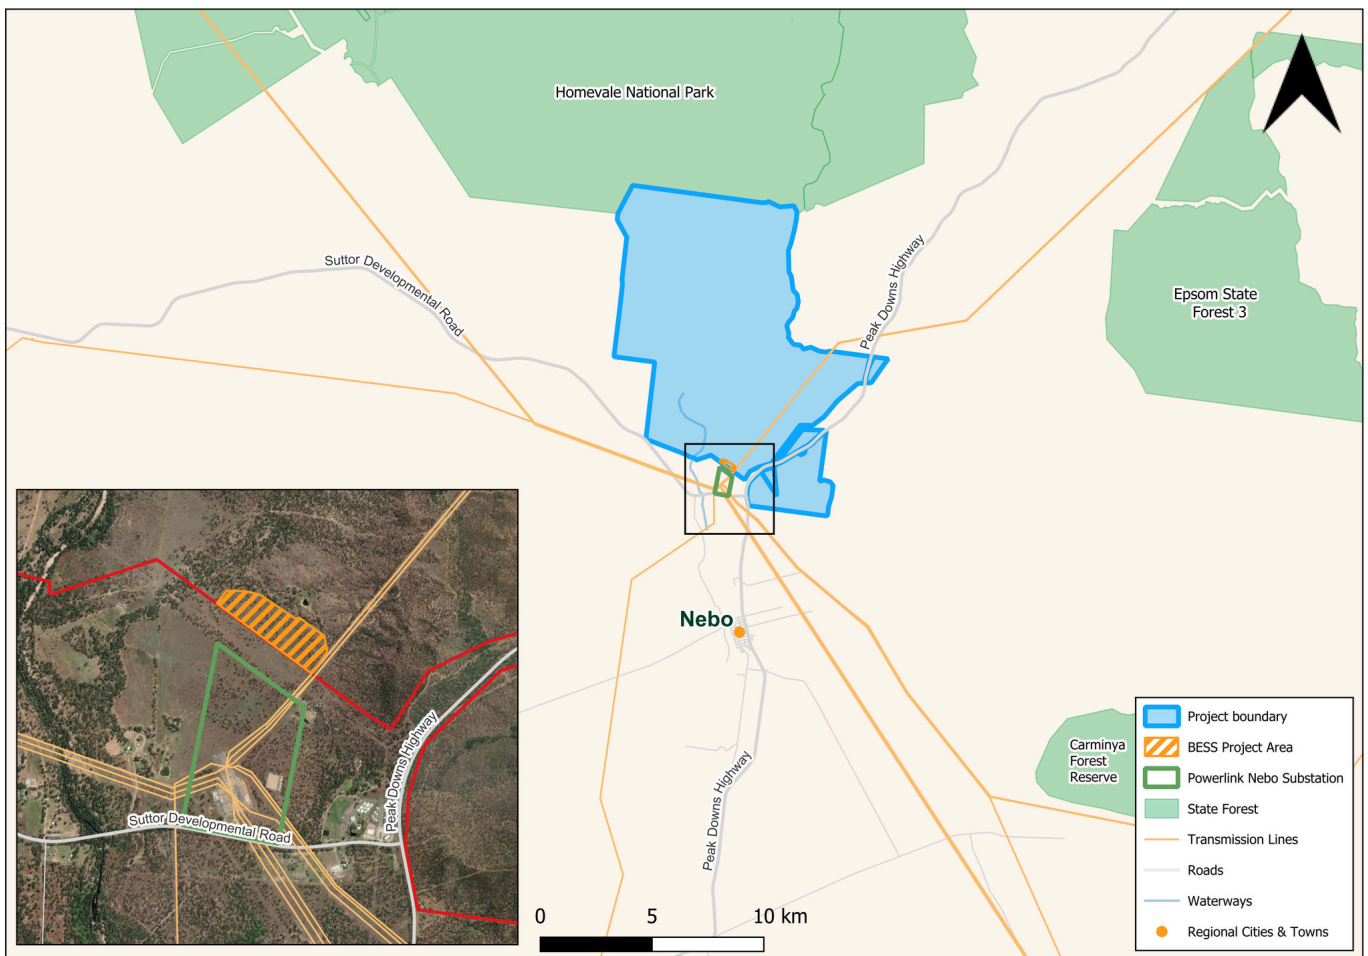 Homevale National Park
Suttor Developmental Road
Peak Downs Highway
Epsom State
Forest 3
Nebo
Peak Downs Highway
Carminya
Forest
Reserve
Peak Downs Highway
Suttor Developmental Road
0 5 10 km
Project boundary
BESS Project Area
Powerlink Nebo Substation
State Forest
Transmission Lines
Roads
Waterways
Regional Cities & Towns